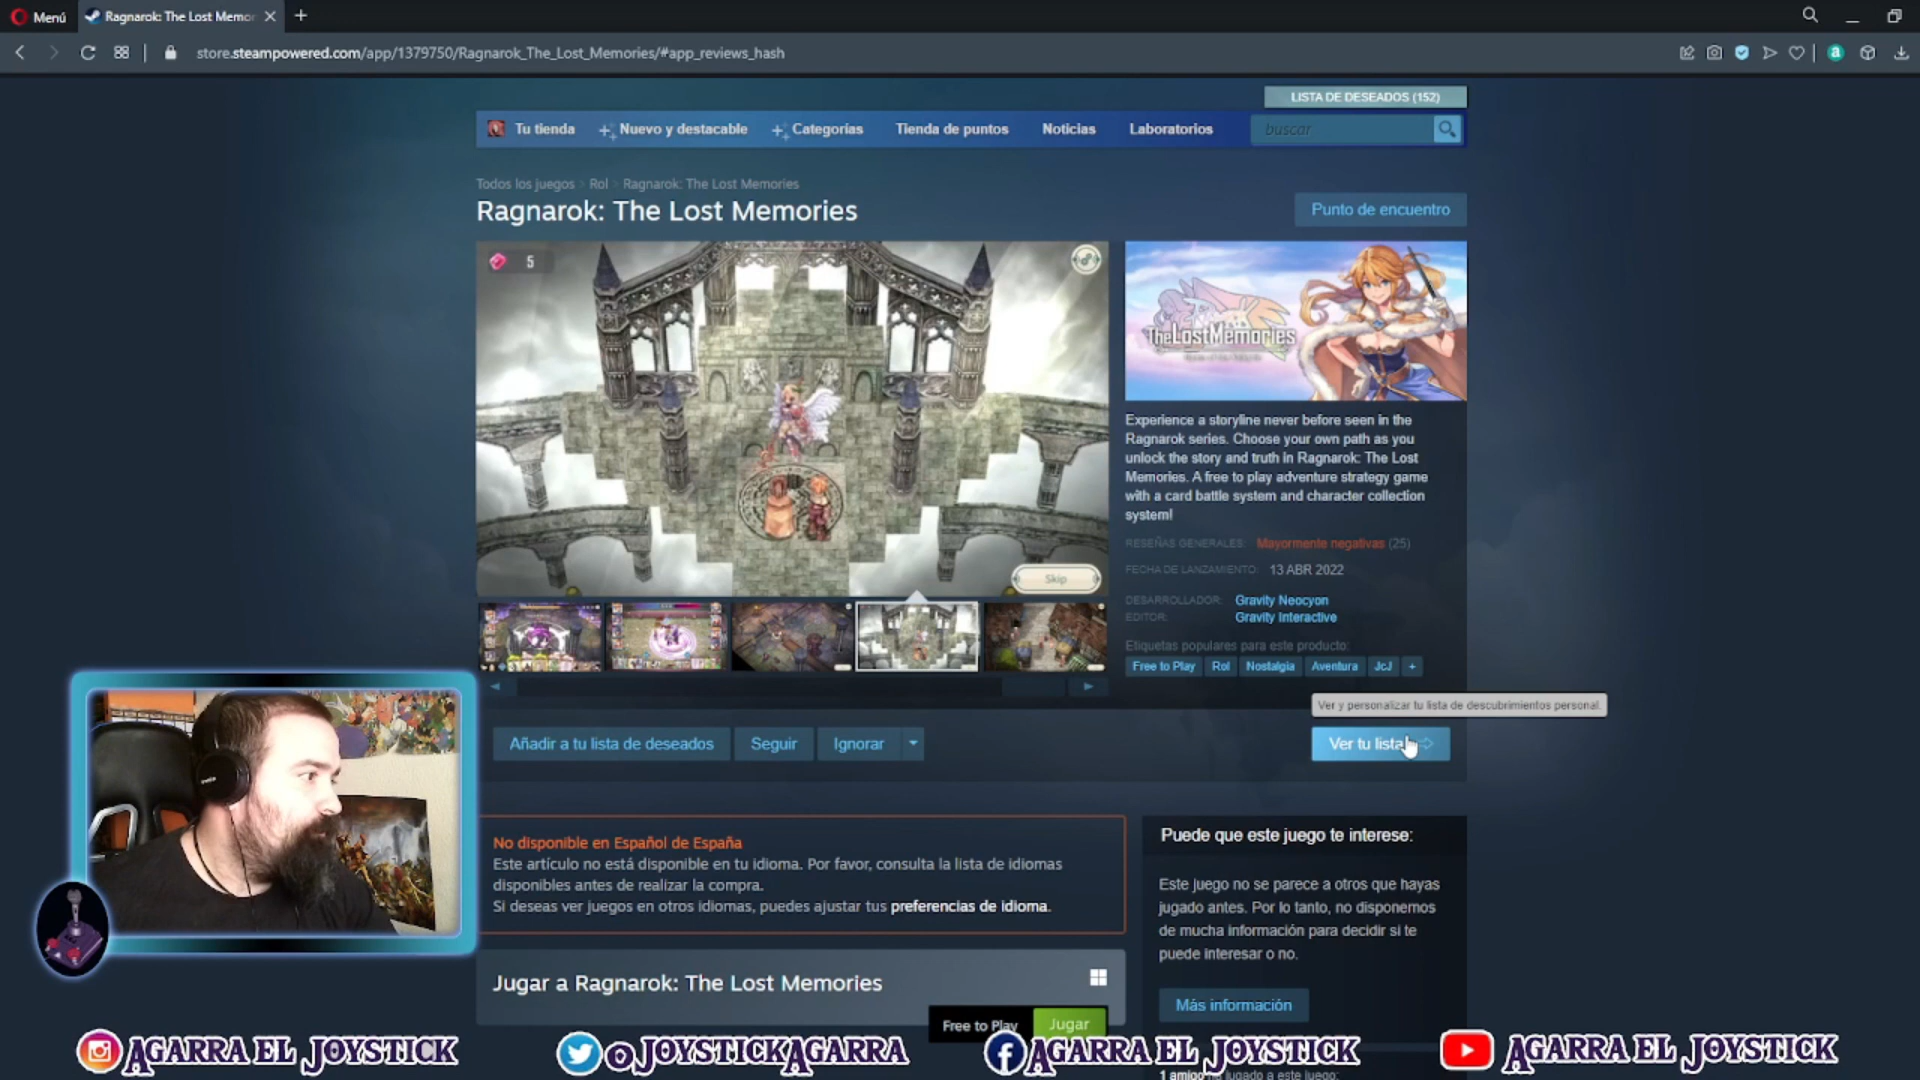 Menú
Ragnarok: The Lost Memor
store.steampowered.com/app/1379750/Ragnarok_The_Lost_Memories/#app_reviews_hash
LISTA DE DESEADOS (152)
Tu tienda
Nuevo y destacable
Categorías
Tienda de puntos
Noticias
Laboratorios
buscar
Todos los juegos > Rol > Ragnarok: The Lost Memories
Ragnarok: The Lost Memories
Punto de encuentro
5
Skip
TheLostMemories
Experience a storyline never before seen in the
Ragnarok series. Choose your own path as you
unlock the story and truth in Ragnarok: The Lost
Memories. A free to play adventure strategy game
with a card battle system and character collection
system!
RESEÑAS GENERALES: Mayormente negativas (25)
FECHA DE LANZAMIENTO: 13 ABR 2022
DESARROLLADOR: Gravity Neocyon
EDITOR: Gravity Interactive
Etiquetas populares para este producto:
Free to Play
Rol
Nostalgia
Aventura
JcJ
+
Ver y personalizar tu lista de descubrimientos personal.
Añadir a tu lista de deseados
Seguir
Ignorar
Ver tu lista
No disponible en Español de España
Este artículo no está disponible en tu idioma. Por favor, consulta la lista de idiomas
disponibles antes de realizar la compra.
Si deseas ver juegos en otros idiomas, puedes ajustar tus preferencias de idioma.
Puede que este juego te interese:
Este juego no se parece a otros que hayas
jugado antes. Por lo tanto, no disponemos
de mucha información para decidir si te
puede interesar o no.
Más información
Jugar a Ragnarok: The Lost Memories
Free to Play
Jugar
AGARRA EL JOYSTICK
@JOYSTICKAGARRA
AGARRA EL JOYSTICK
AGARRA EL JOYSTICK
1 amigo ha jugado a este juego: